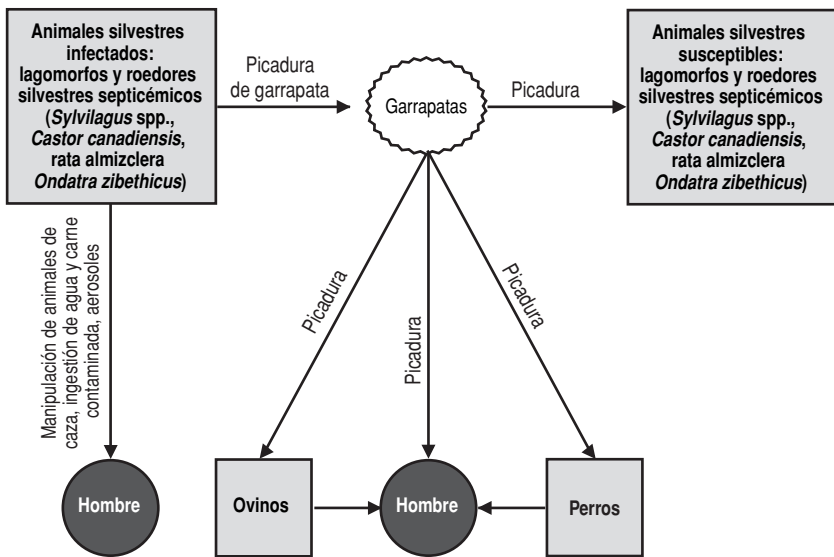 Animales silvestres
infectados:
lagomorfos y roedores
silvestres septicémicos
(Sylvilagus spp.,
Castor canadiensis,
rata almizclera
Ondatra zibethicus)
Picadura
de garrapata
Garrapatas
Picadura
Animales silvestres
susceptibles:
lagomorfos y roedores
silvestres septicémicos
(Sylvilagus spp.,
Castor canadiensis,
rata almizclera
Ondatra zibethicus)
Manipulación de animales de
caza, ingestión de agua y carne
contaminada, aerosoles
Picadura
Picadura
Picadura
Hombre
Ovinos
Hombre
Perros